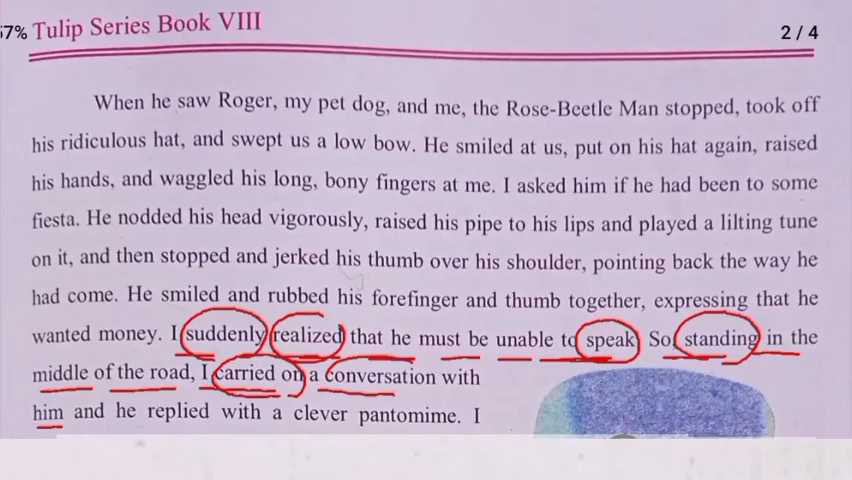 57% Tulip Series Book VIII 2 / 4
When he saw Roger, my pet dog, and me, the Rose-Beetle Man stopped, took off
his ridiculous hat, and swept us a low bow. He smiled at us, put on his hat again, raised
his hands, and waggled his long, bony fingers at me. I asked him if he had been to some
fiesta. He nodded his head vigorously, raised his pipe to his lips and played a lilting tune
on it, and then stopped and jerked his thumb over his shoulder, pointing back the way he
had come. He smiled and rubbed his forefinger and thumb together, expressing that he
wanted money. I suddenly realized that he must be unable to speak So standing in the
middle of the road, I carried on a conversation with
him and he replied with a clever pantomime. I